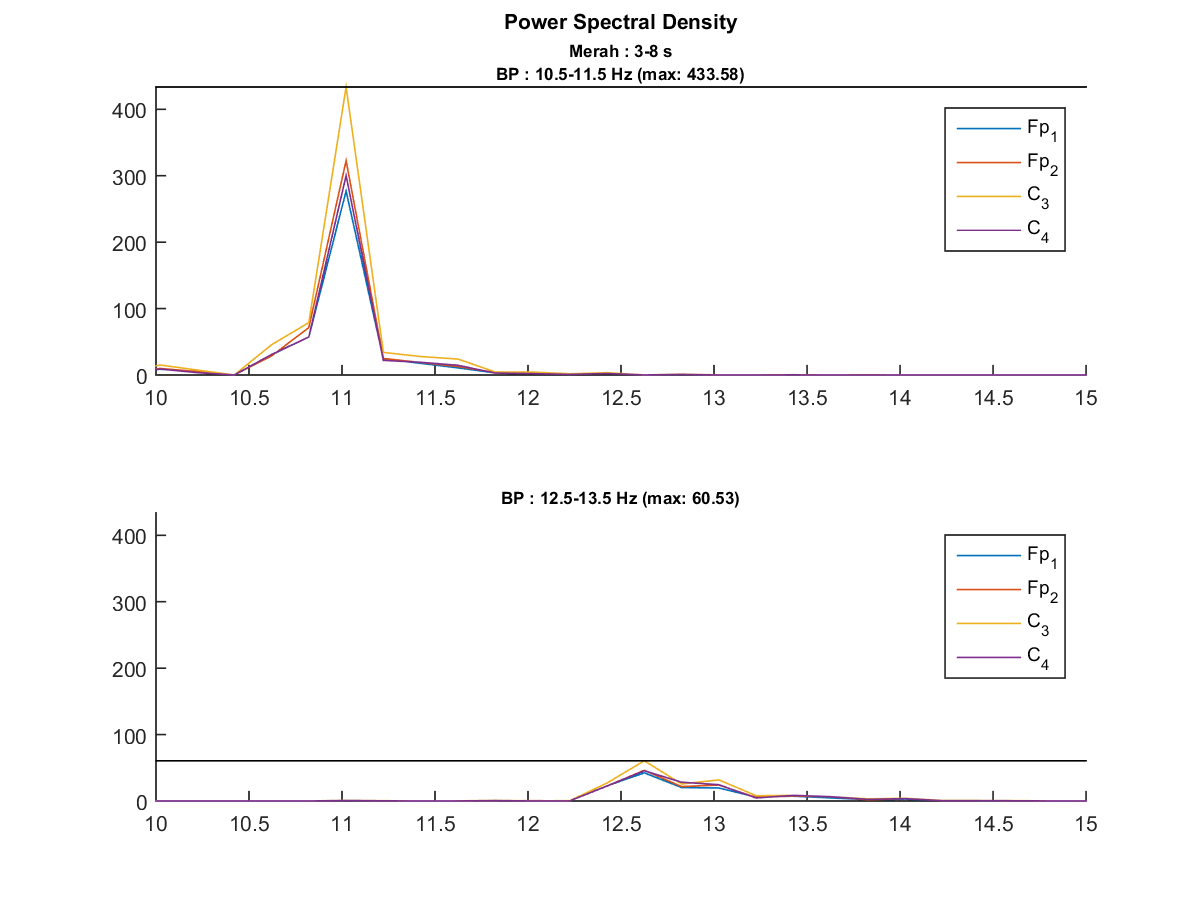 Power Spectral Density
Merah : 3-8 s
BP : 10.5-11.5 Hz (max: 433.58)
400
300
200
100
0
10 10.5 11 11.5 12 12.5 13 13.5 14 14.5 15
Fp1
Fp2
C3
C4
BP : 12.5-13.5 Hz (max: 60.53)
400
300
200
100
0
10 10.5 11 11.5 12 12.5 13 13.5 14 14.5 15
Fp1
Fp2
C3
C4